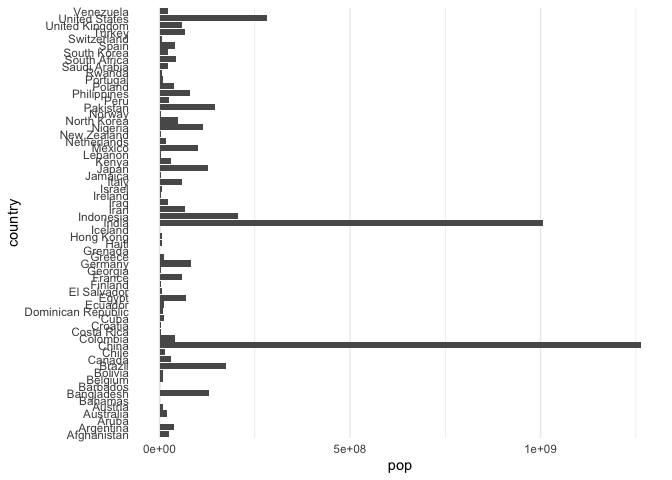 Venezuela
United States
United Kingdom
Turkey
Switzerland
Spain
South Korea
South Africa
Saudi Arabia
Rwanda
Portugal
Poland
Philippines
Peru
Pakistan
Norway
North Korea
Nigeria
New Zealand
Netherlands
Mexico
Lebanon
Kenya
Japan
Jamaica
Italy
Israel
Ireland
Iraq
Iran
Indonesia
India
Iceland
Hong Kong
Haiti
Grenada
Greece
Germany
Georgia
France
Finland
El Salvador
Egypt
Ecuador
Dominican Republic
Cuba
Croatia
Costa Rica
Colombia
China
Chile
Canada
Brazil
Bolivia
Belgium
Barbados
Bangladesh
Bahamas
Austria
Australia
Aruba
Argentina
Afghanistan
country
0e+00 5e+08 1e+09
pop